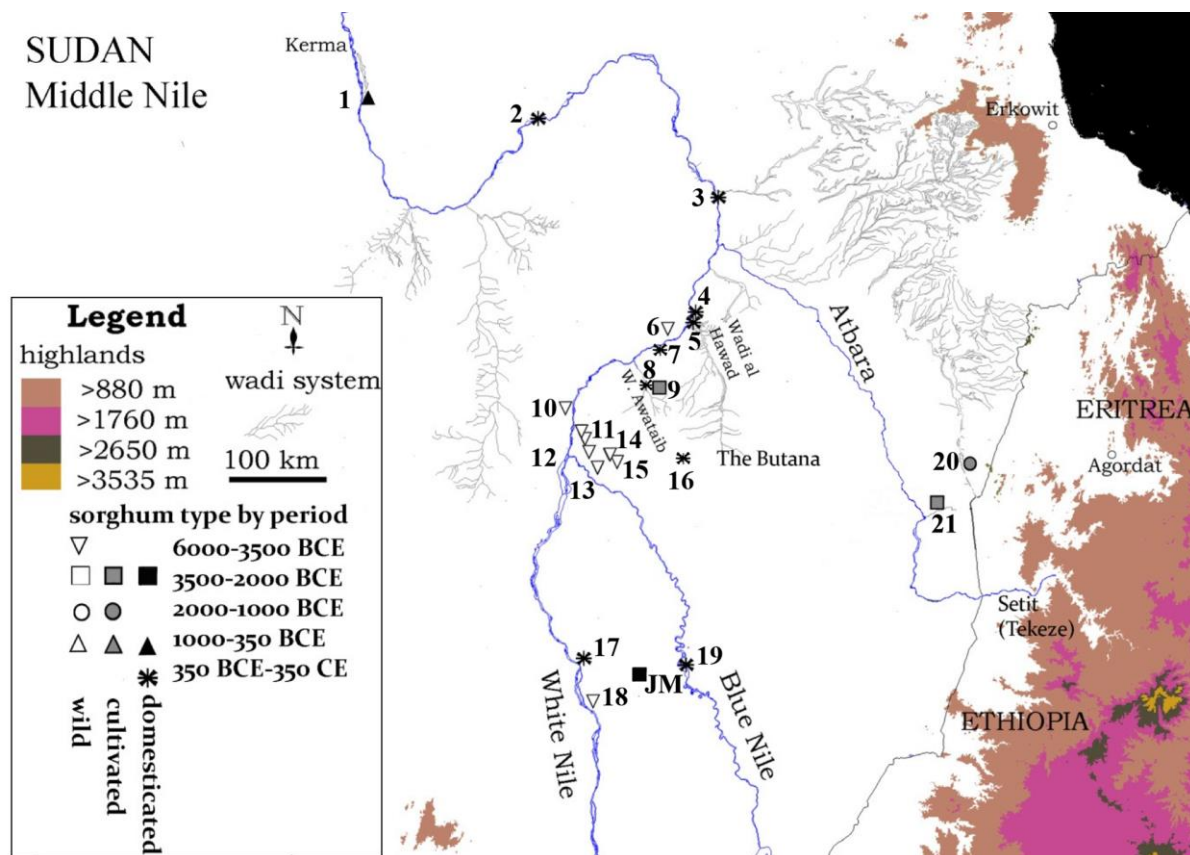 SUDAN
Middle Nile
Kerma
1
2
3
Erkowit
4
5
6
7
8
9
Wadi al
Hawad
W. Awataib
Atbara
10
11
12
13
14
15
16
The Butana
ERITREA
Agordat
20
21
Setit
(Tekeze)
17
18
JM
19
White Nile
Blue Nile
ETHIOPIA
Legend
highlands
>880 m
>1760 m
>2650 m
>3535 m
N
wadi system
100 km
sorghum type by period
6000-3500 BCE
3500-2000 BCE
2000-1000 BCE
1000-350 BCE
350 BCE-350 CE
wild
cultivated
domesticated